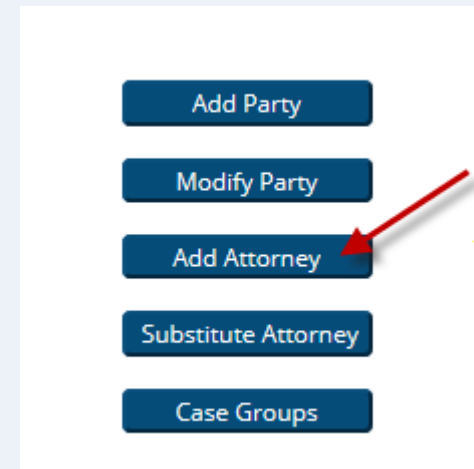 Add Party
Modify Party
Add Attorney
Substitute Attorney
Case Groups